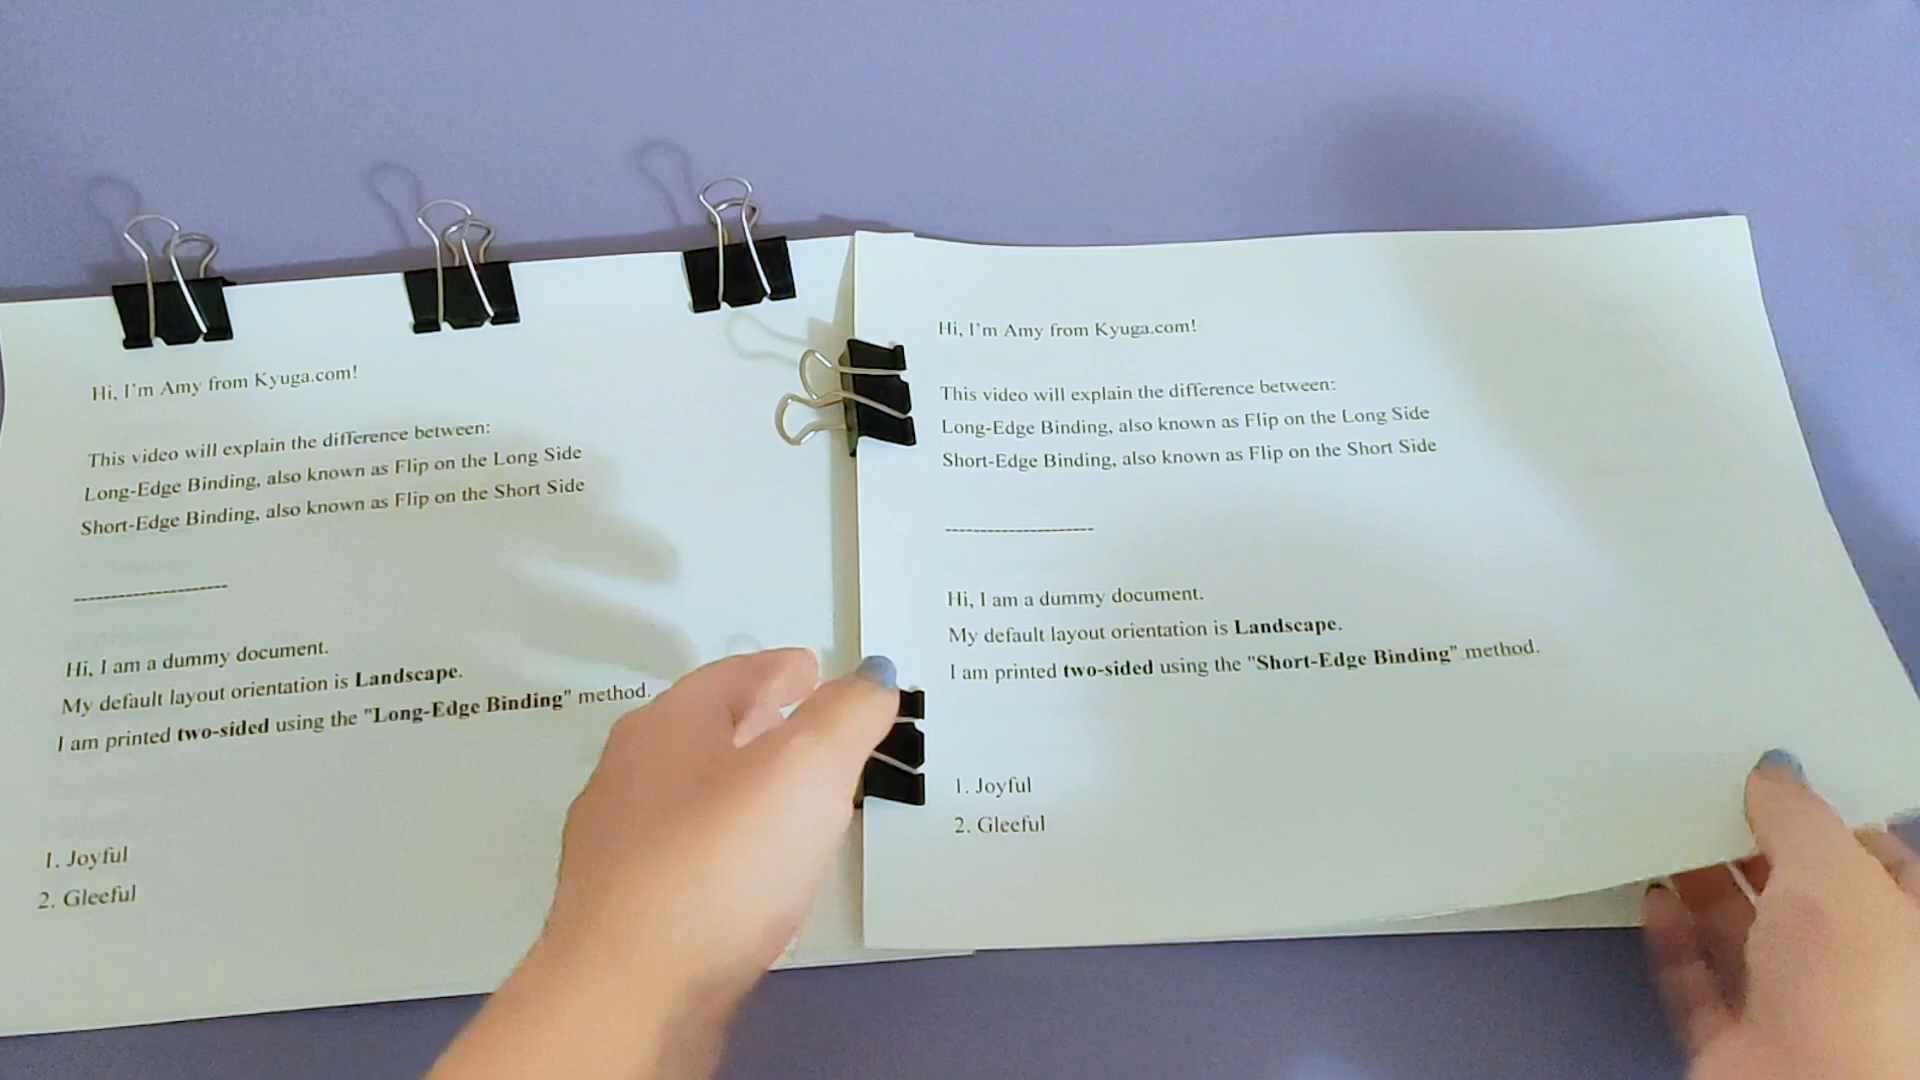 Hi, I'm Amy from Kyuga.com!
This video will explain the difference between:
Long-Edge Binding, also known as Flip on the Long Side
Short-Edge Binding, also known as Flip on the Short Side
---------------------
Hi, I am a dummy document.
My default layout orientation is Landscape.
I am printed two-sided using the "Long-Edge Binding" method.
1. Joyful
2. Gleeful
Hi, I'm Amy from Kyuga.com!
This video will explain the difference between:
Long-Edge Binding, also known as Flip on the Long Side
Short-Edge Binding, also known as Flip on the Short Side
---------------------
Hi, I am a dummy document.
My default layout orientation is Landscape.
I am printed two-sided using the "Short-Edge Binding" method.
1. Joyful
2. Gleeful